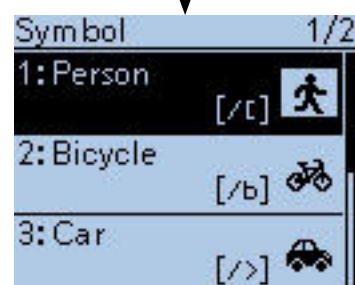 Symbol 1/2
1:Person
[/[]
2:Bicycle
[/b]
3:Car
[/>]